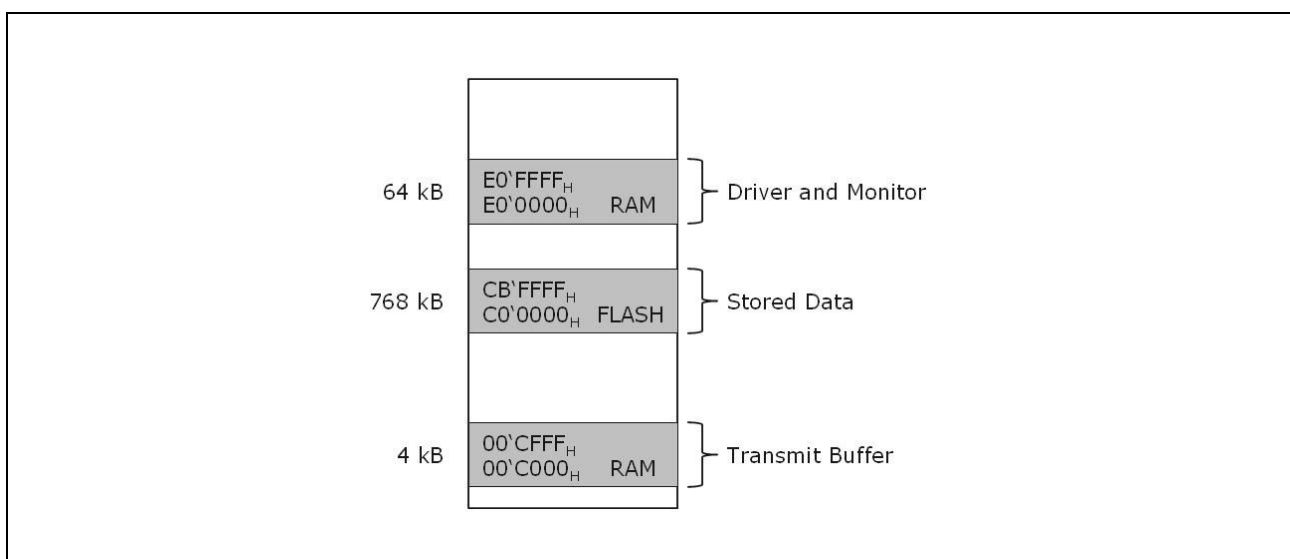 64 kB
E0‘FFFFH
E0‘0000H RAM
Driver and Monitor
768 kB
CB‘FFFFH
C0‘0000H FLASH
Stored Data
4 kB
00‘CFFFH
00‘C000H RAM
Transmit Buffer